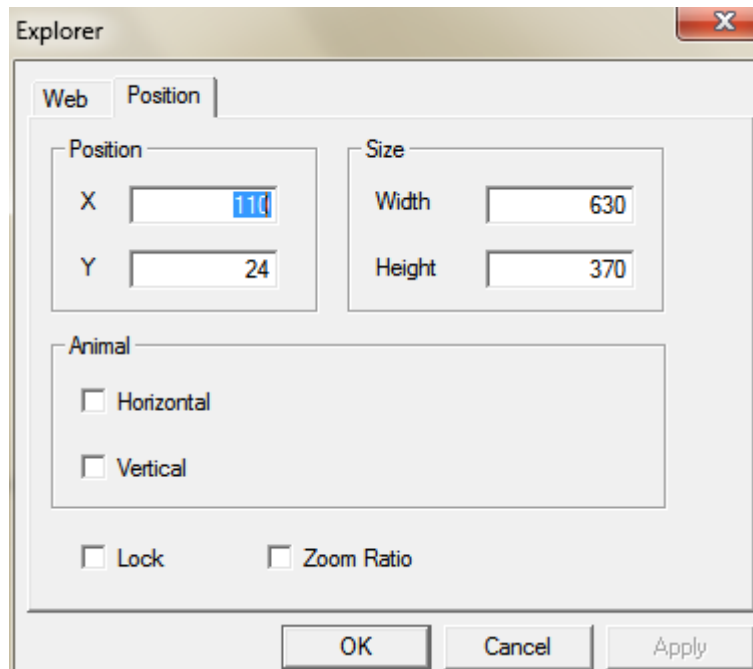 Explorer
Web Position
Position Size
X 110 Width 630
Y 24 Height 370
Animal
Horizontal
Vertical
Lock Zoom Ratio
OK Cancel Apply